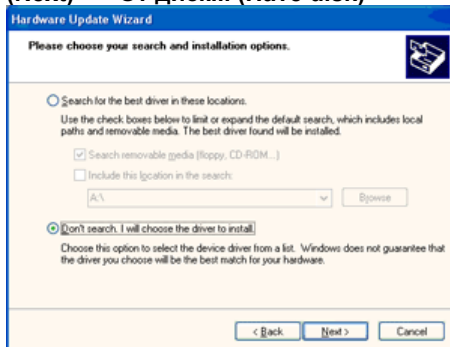 Hardware Update Wizard
Please choose your search and installation options.
Search for the best driver in these locations.
Use the check boxes below to limit or expand the default search, which includes local
paths and removable media. The best driver found will be installed.
Search removable media (floppy, CD-ROM...)
Include this location in the search:
A:\
Browse
Don't search. I will choose the driver to install.
Choose this option to select the device driver from a list. Windows does not guarantee that
the driver you choose will be the best match for your hardware.
< Back Next > Cancel